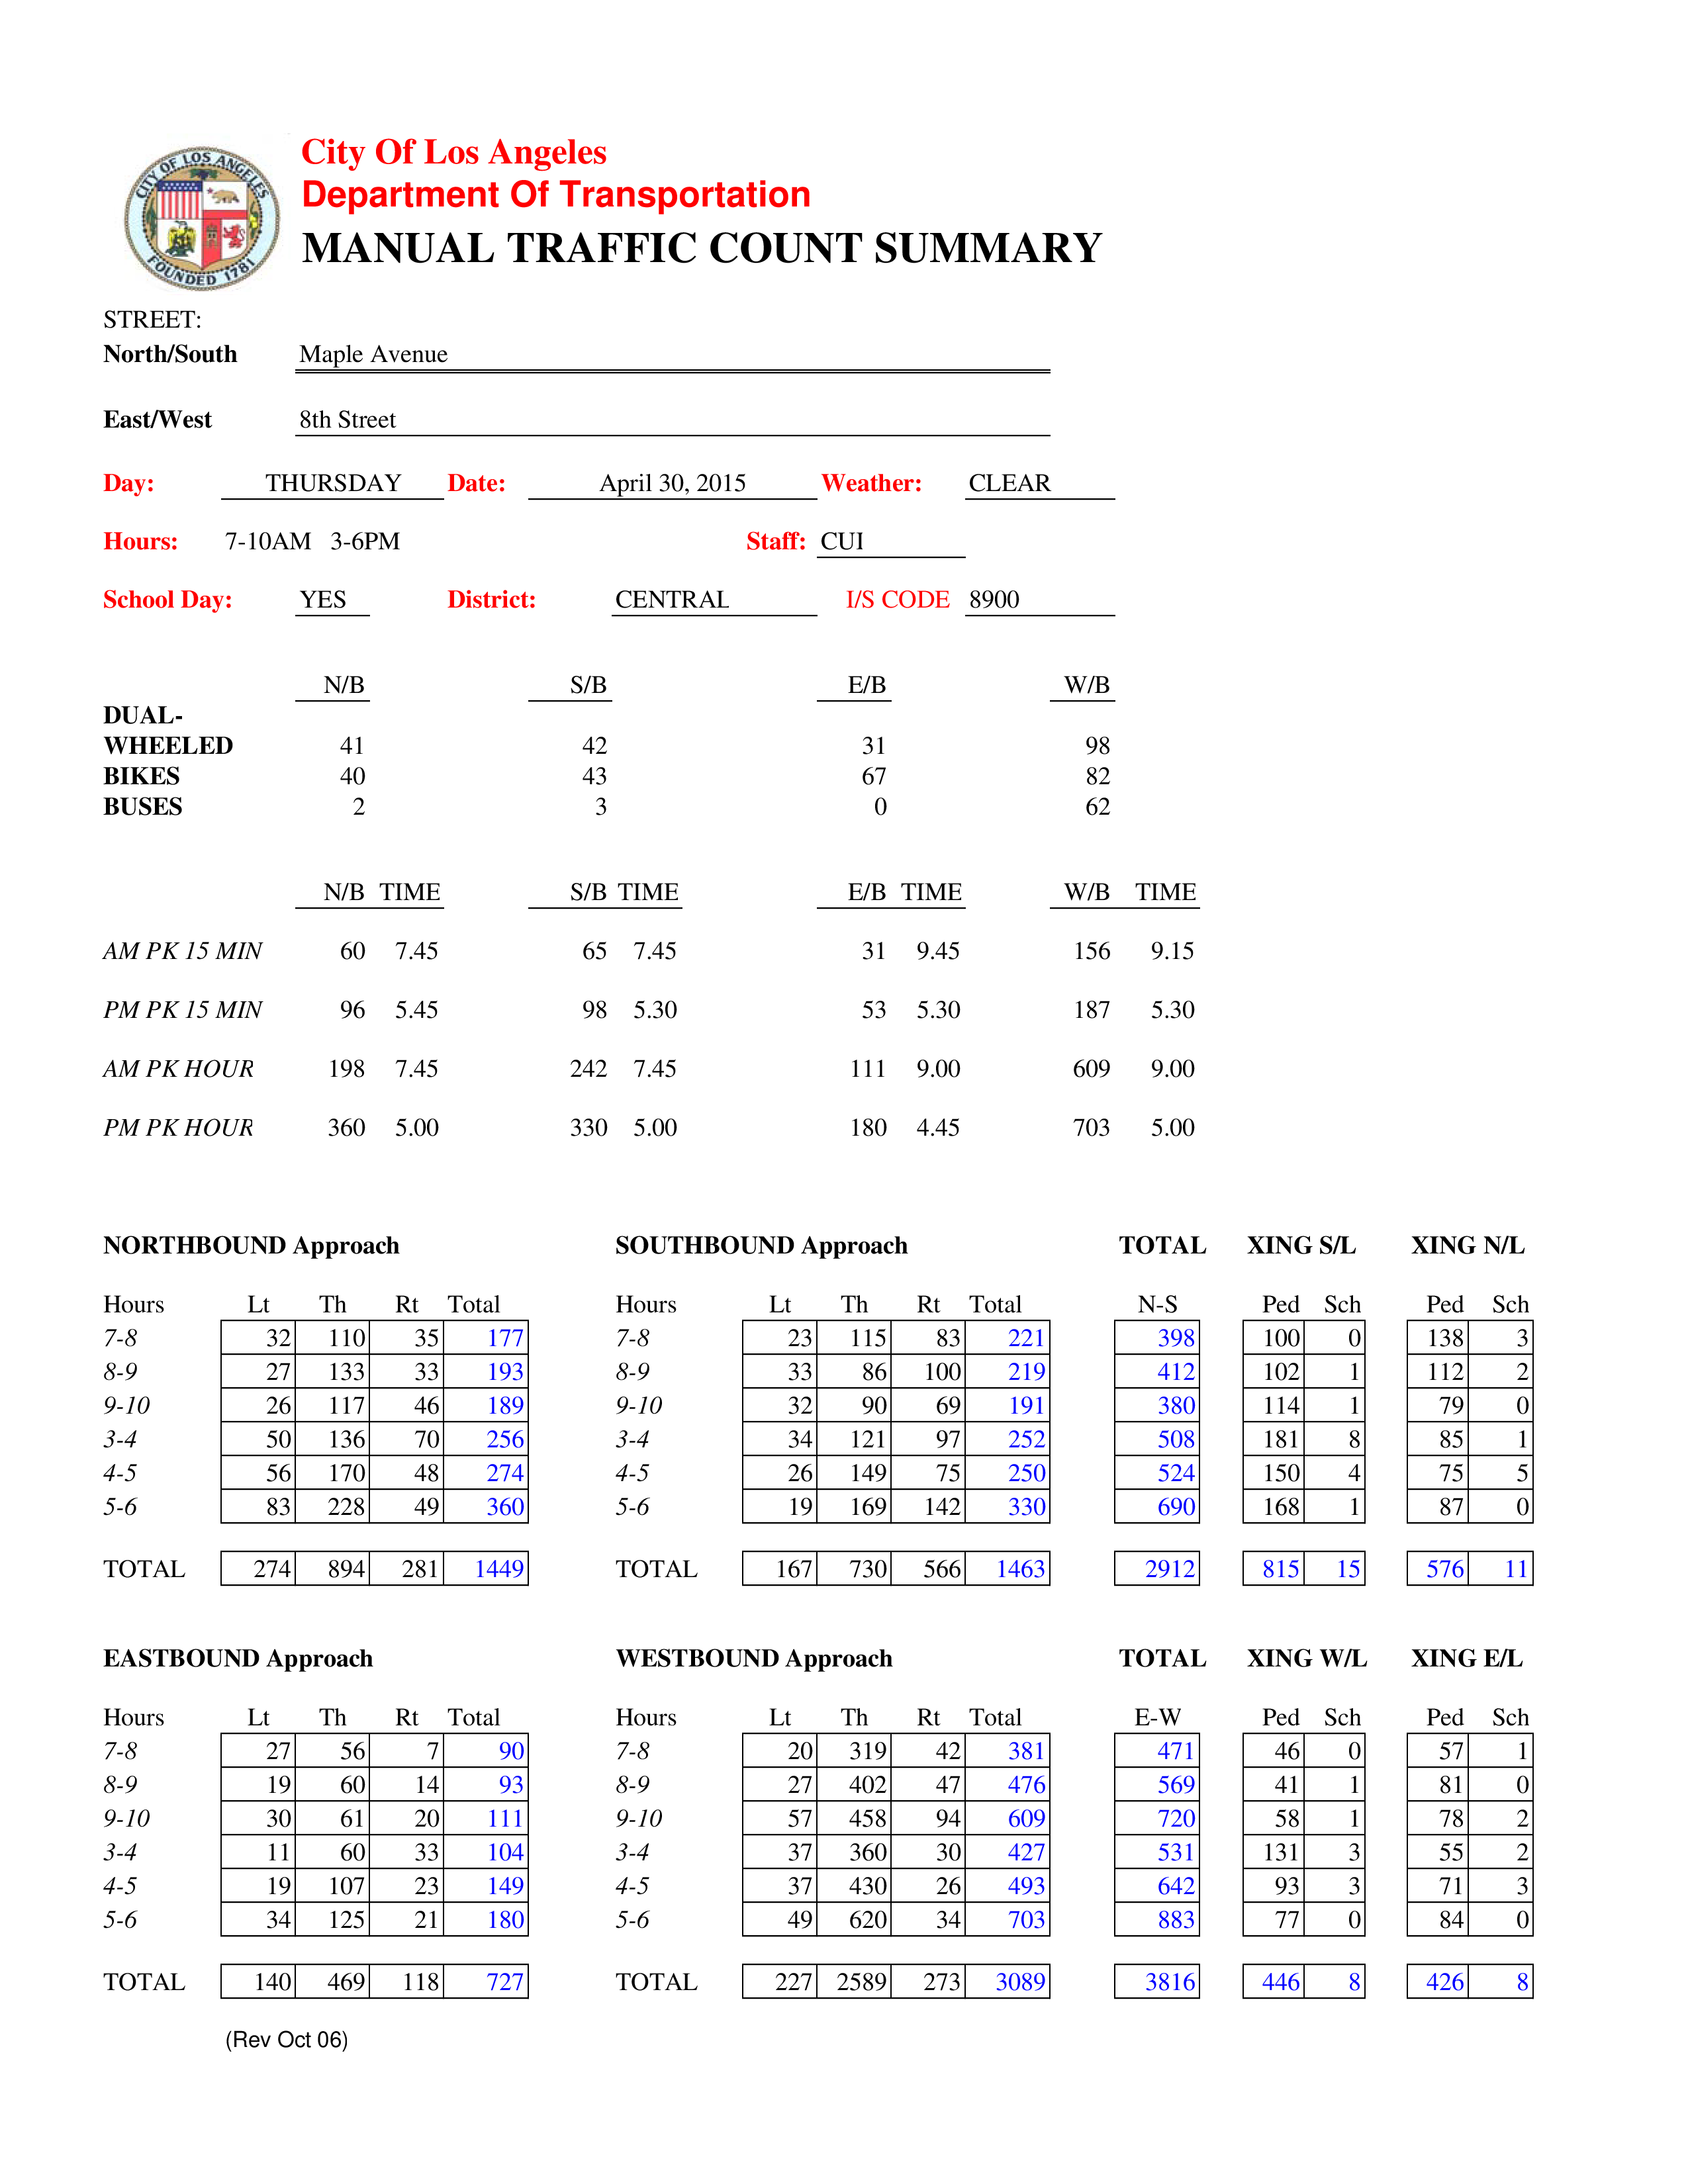 CITY OF LOS ANGELES
FOUNDED 1781
City Of Los Angeles
Department Of Transportation
MANUAL TRAFFIC COUNT SUMMARY
STREET:
North/South Maple Avenue
East/West 8th Street
Day: THURSDAY Date: April 30, 2015 Weather: CLEAR
Hours: 7-10AM 3-6PM Staff: CUI
School Day: YES District: CENTRAL I/S CODE 8900
N/B S/B E/B W/B
DUAL-
WHEELED 41 42 31 98
BIKES 40 43 67 82
BUSES 2 3 0 62
N/B TIME S/B TIME E/B TIME W/B TIME
AM PK 15 MIN 60 7.45 65 7.45 31 9.45 156 9.15
PM PK 15 MIN 96 5.45 98 5.30 53 5.30 187 5.30
AM PK HOUR 198 7.45 242 7.45 111 9.00 609 9.00
PM PK HOUR 360 5.00 330 5.00 180 4.45 703 5.00
NORTHBOUND Approach SOUTHBOUND Approach TOTAL XING S/L XING N/L
Hours Lt Th Rt Total Hours Lt Th Rt Total N-S Ped Sch Ped Sch
7-8 32 110 35 177 7-8 23 115 83 221 398 100 0 138 3
8-9 27 133 33 193 8-9 33 86 100 219 412 102 1 112 2
9-10 26 117 46 189 9-10 32 90 69 191 380 114 1 79 0
3-4 50 136 70 256 3-4 34 121 97 252 508 181 8 85 1
4-5 56 170 48 274 4-5 26 149 75 250 524 150 4 75 5
5-6 83 228 49 360 5-6 19 169 142 330 690 168 1 87 0
TOTAL 274 894 281 1449 TOTAL 167 730 566 1463 2912 815 15 576 11
EASTBOUND Approach WESTBOUND Approach TOTAL XING W/L XING E/L
Hours Lt Th Rt Total Hours Lt Th Rt Total E-W Ped Sch Ped Sch
7-8 27 56 7 90 7-8 20 319 42 381 471 46 0 57 1
8-9 19 60 14 93 8-9 27 402 47 476 569 41 1 81 0
9-10 30 61 20 111 9-10 57 458 94 609 720 58 1 78 2
3-4 11 60 33 104 3-4 37 360 30 427 531 131 3 55 2
4-5 19 107 23 149 4-5 37 430 26 493 642 93 3 71 3
5-6 34 125 21 180 5-6 49 620 34 703 883 77 0 84 0
TOTAL 140 469 118 727 TOTAL 227 2589 273 3089 3816 446 8 426 8
(Rev Oct 06)